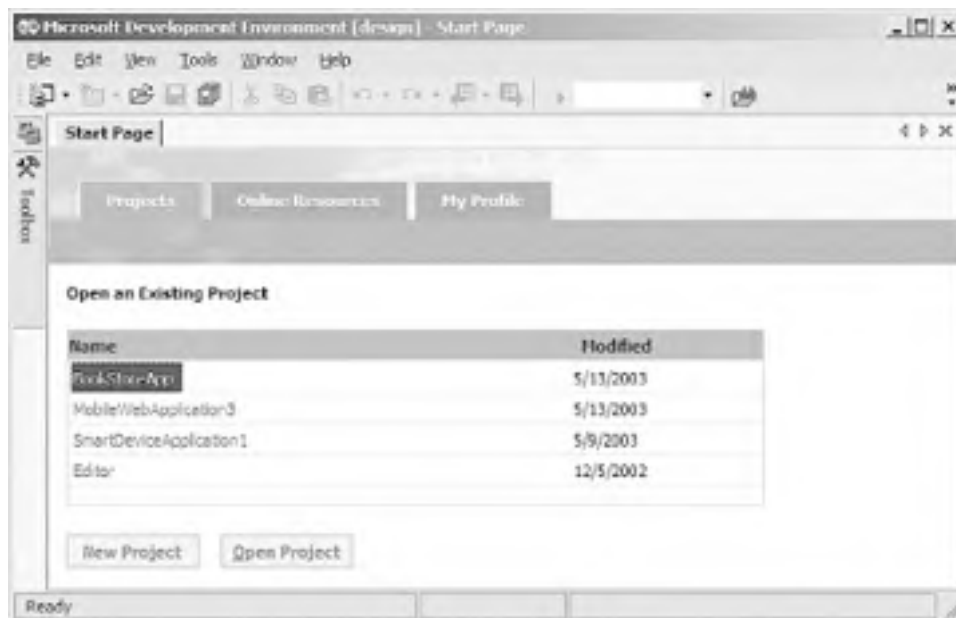 Microsoft Development Environment [design] - Start Page
File Edit View Tools Window Help
Start Page
Toolbox
Projects Online Resources My Profile
Open an Existing Project
Name Modified
BookStoreApp 5/13/2003
MobileWebApplication3 5/13/2003
SmartDeviceApplication1 5/9/2003
Editor 12/5/2002
New Project Open Project
Ready